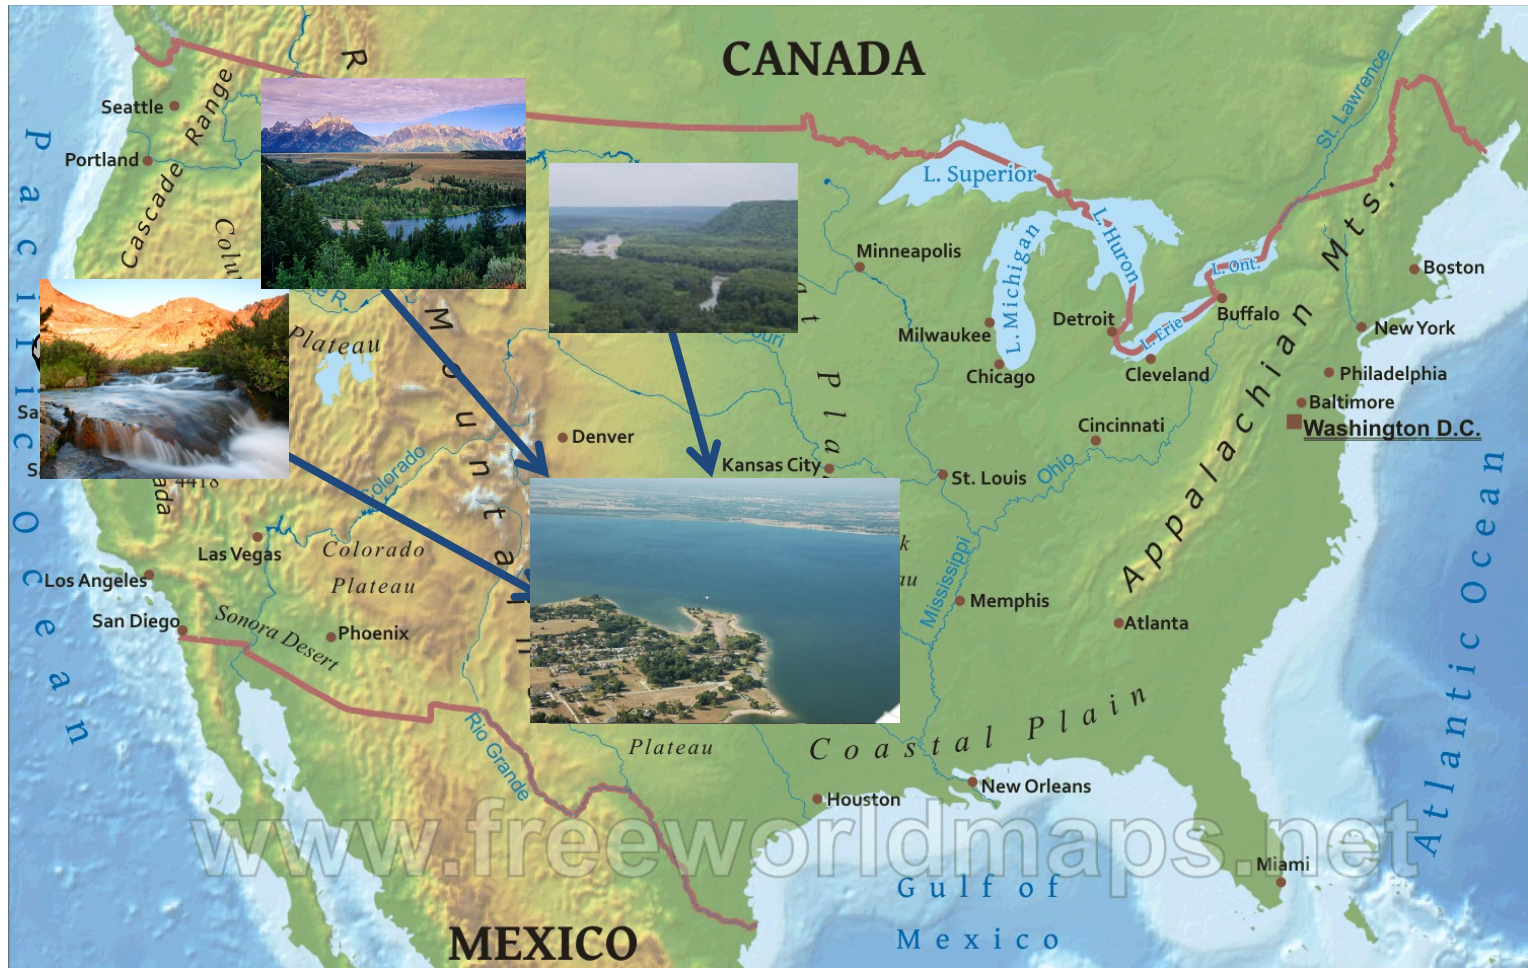 CANADA
R
St. Lawrence
Seattle
Cascade Range
Portland
L. Superior
Mts.
Pacific Ocean
Colu
Minneapolis
L. Huron
L. Michigan
L. Ont.
Boston
Buffalo
Plateau
Milwaukee
Detroit
L. Erie
New York
Chicago
Cleveland
Philadelphia
Baltimore
Washington D.C.
Appalachian
Cincinnati
Denver
Kansas City
St. Louis
Ohio
Colorado
4418
Las Vegas
Colorado
Plateau
Mississippi
Los Angeles
San Diego
Sonora Desert
Phoenix
Memphis
Atlanta
Atlantic Ocean
Rio Grande
Plateau
Coastal Plain
Houston
New Orleans
www.freeworldmaps.net
Miami
Gulf of
Mexico
MEXICO